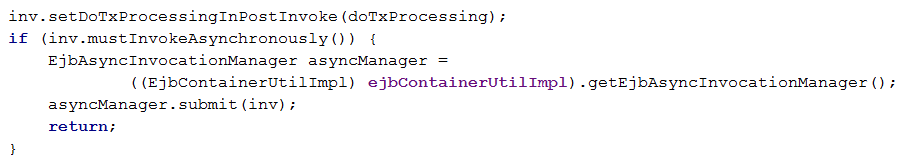 inv.setDoTxProcessingInPostInvoke(doTxProcessing);
if (inv.mustInvokeAsynchronously()) {
    EjbAsyncInvocationManager asyncManager =
            ((EjbContainerUtilImpl) ejbContainerUtilImpl).getEjbAsyncInvocationManager();
    asyncManager.submit(inv);
    return;
}